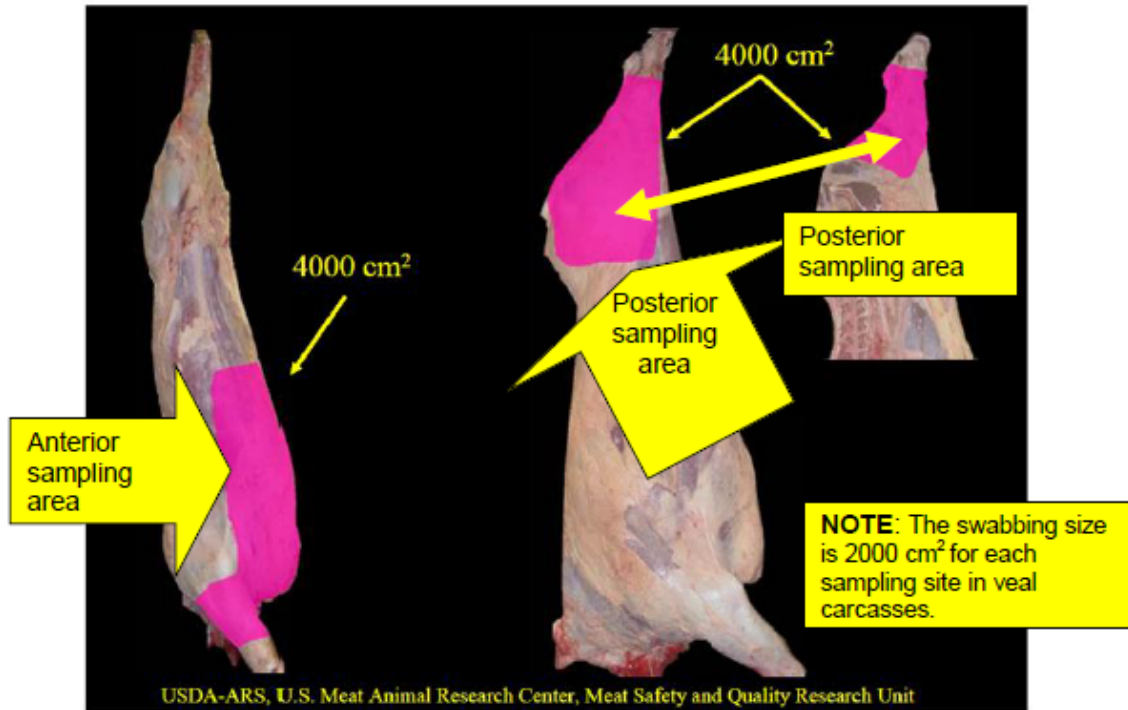 4000 cm²
4000 cm²
Posterior
sampling area
Posterior
sampling
area
Anterior
sampling
area
NOTE: The swabbing size
is 2000 cm² for each
sampling site in veal
carcasses.
USDA-ARS, U.S. Meat Animal Research Center, Meat Safety and Quality Research Unit